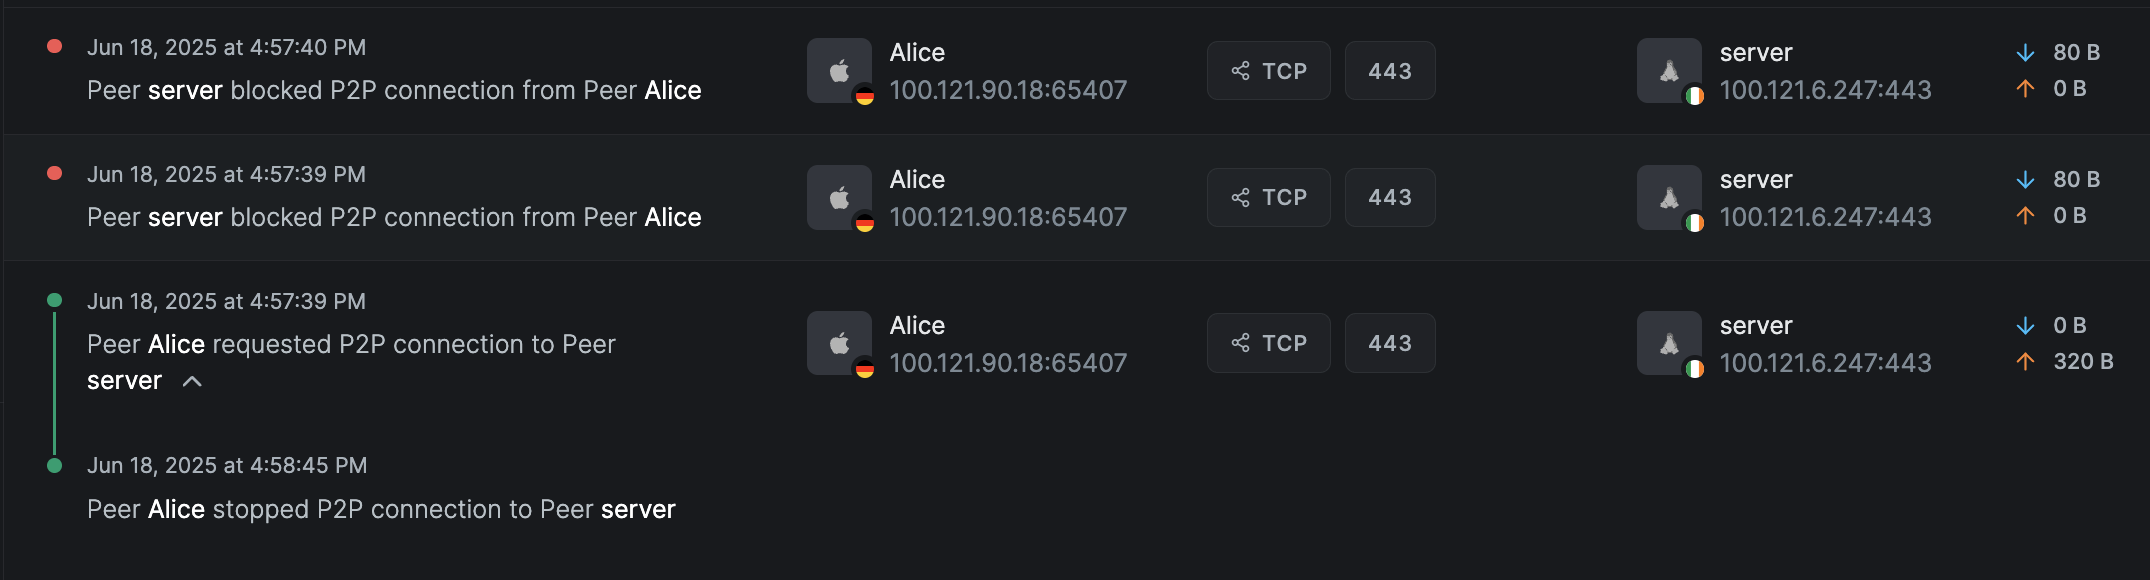 Jun 18, 2025 at 4:57:40 PM
Peer server blocked P2P connection from Peer Alice
Alice
100.121.90.18:65407
TCP
443
server
100.121.6.247:443
80 B
0 B
Jun 18, 2025 at 4:57:39 PM
Peer server blocked P2P connection from Peer Alice
Alice
100.121.90.18:65407
TCP
443
server
100.121.6.247:443
80 B
0 B
Jun 18, 2025 at 4:57:39 PM
Peer Alice requested P2P connection to Peer
server
Alice
100.121.90.18:65407
TCP
443
server
100.121.6.247:443
0 B
320 B
Jun 18, 2025 at 4:58:45 PM
Peer Alice stopped P2P connection to Peer server